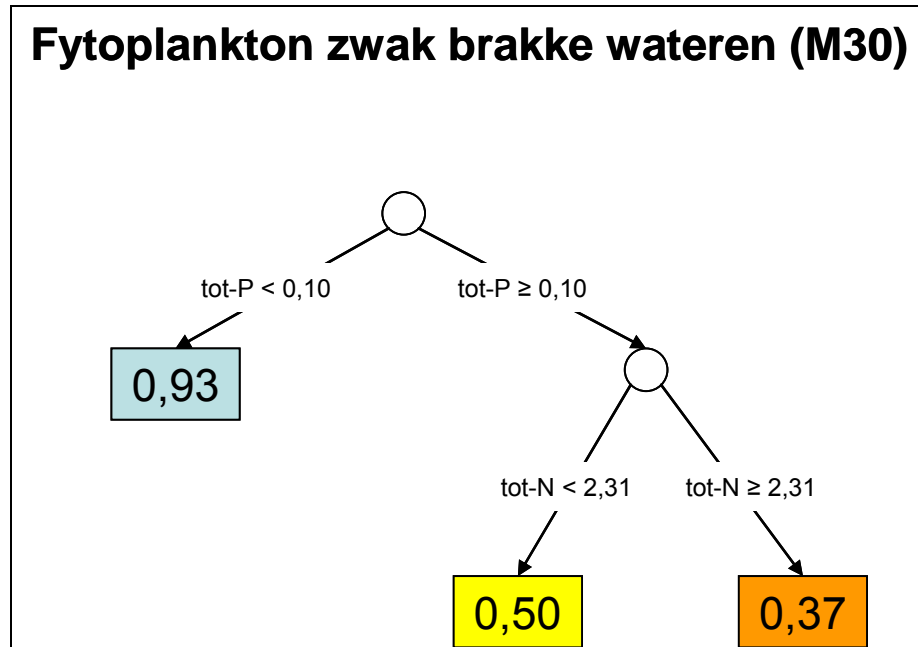 Fytoplankton zwak brakke wateren (M30)
tot-P < 0,10
tot-P ≥ 0,10
0,93
tot-N < 2,31
tot-N ≥ 2,31
0,50
0,37